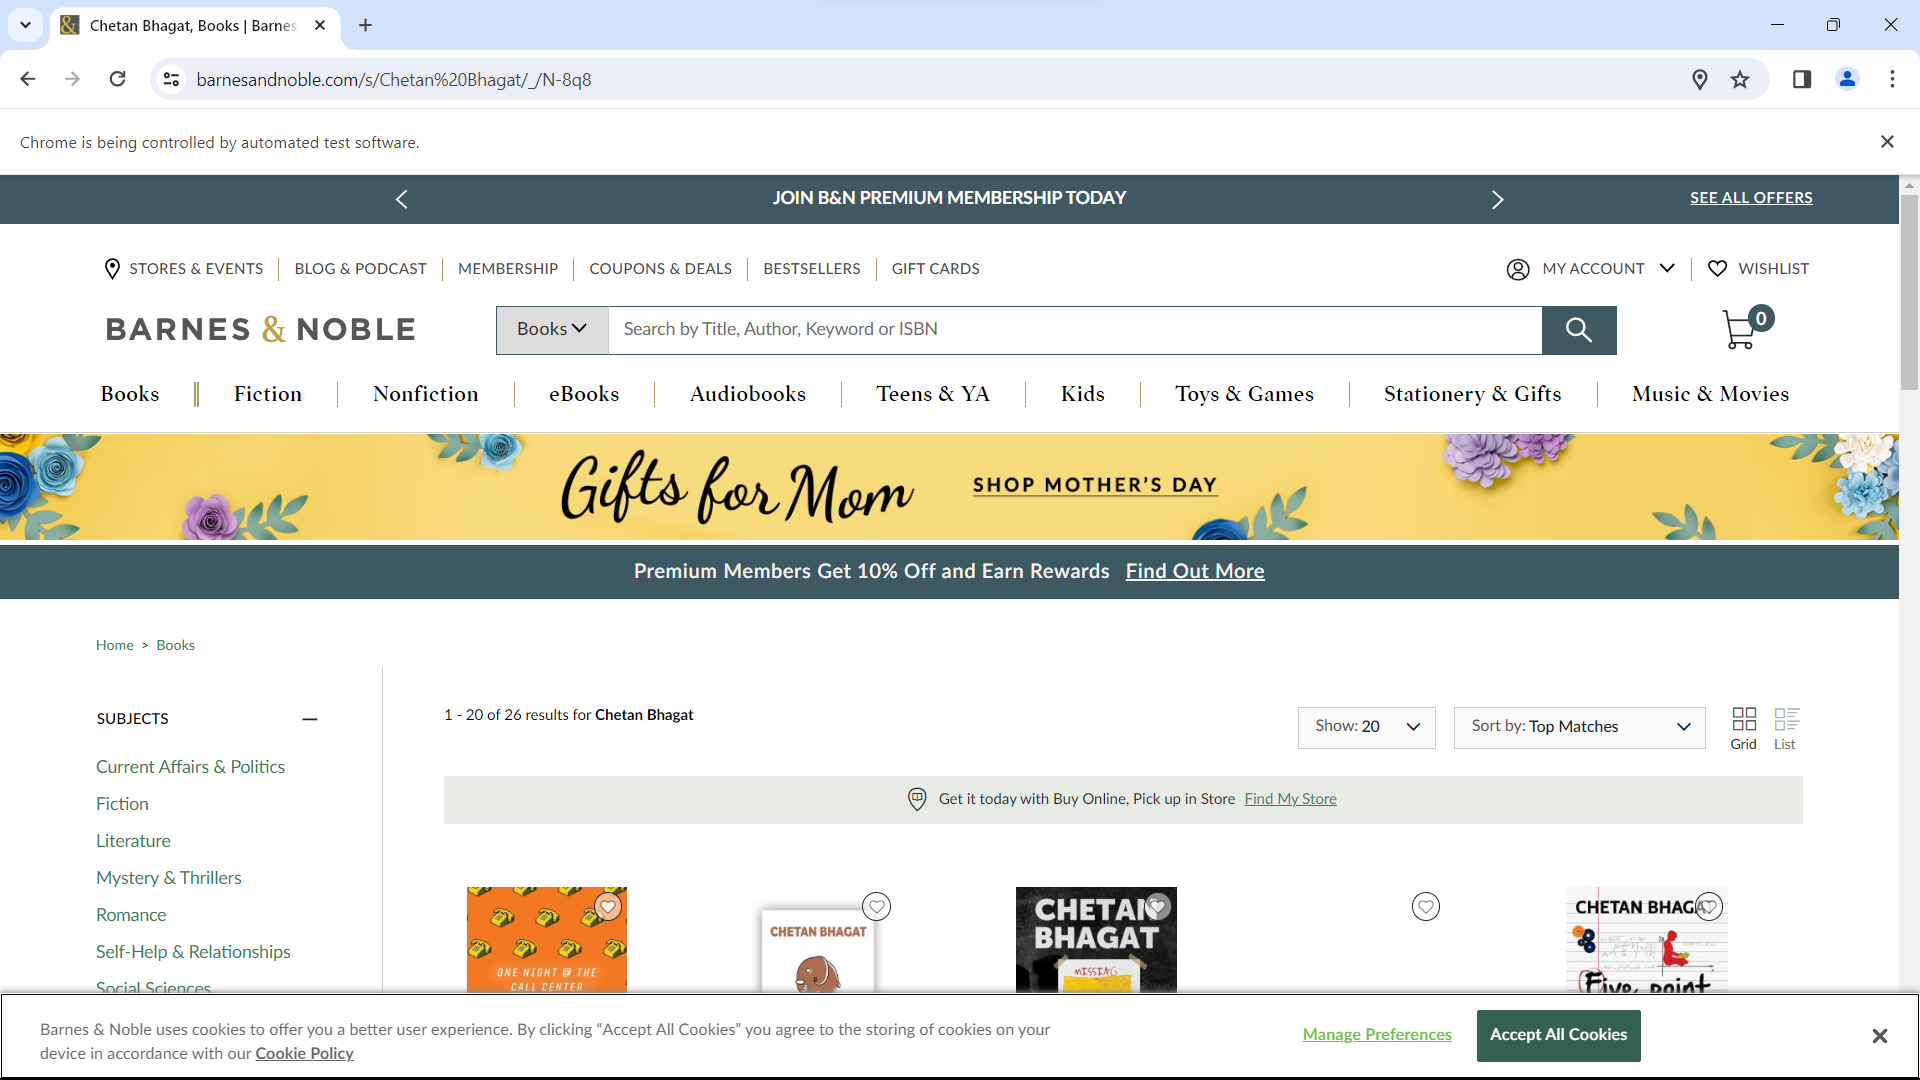 Chetan Bhagat, Books | Barnes
barnesandnoble.com/s/Chetan%20Bhagat/_/N-8q8
Chrome is being controlled by automated test software.
JOIN B&N PREMIUM MEMBERSHIP TODAY
SEE ALL OFFERS
STORES & EVENTS
BLOG & PODCAST
MEMBERSHIP
COUPONS & DEALS
BESTSELLERS
GIFT CARDS
MY ACCOUNT
WISHLIST
BARNES & NOBLE
Books
Search by Title, Author, Keyword or ISBN
0
Books
Fiction
Nonfiction
eBooks
Audiobooks
Teens & YA
Kids
Toys & Games
Stationery & Gifts
Music & Movies
Gifts for Mom
SHOP MOTHER'S DAY
Premium Members Get 10% Off and Earn Rewards Find Out More
Home > Books
SUBJECTS
Current Affairs & Politics
Fiction
Literature
Mystery & Thrillers
Romance
Self-Help & Relationships
Social Sciences
1 - 20 of 26 results for Chetan Bhagat
Show: 20
Sort by: Top Matches
Grid
List
Get it today with Buy Online, Pick up in Store Find My Store
ONE NIGHT @ THE
CALL CENTER
CHETAN BHAGAT
CHETAN
BHAGAT
MISSING
CHETAN BHAGAT
Five point
Barnes & Noble uses cookies to offer you a better user experience. By clicking “Accept All Cookies” you agree to the storing of cookies on your
device in accordance with our Cookie Policy
Manage Preferences
Accept All Cookies